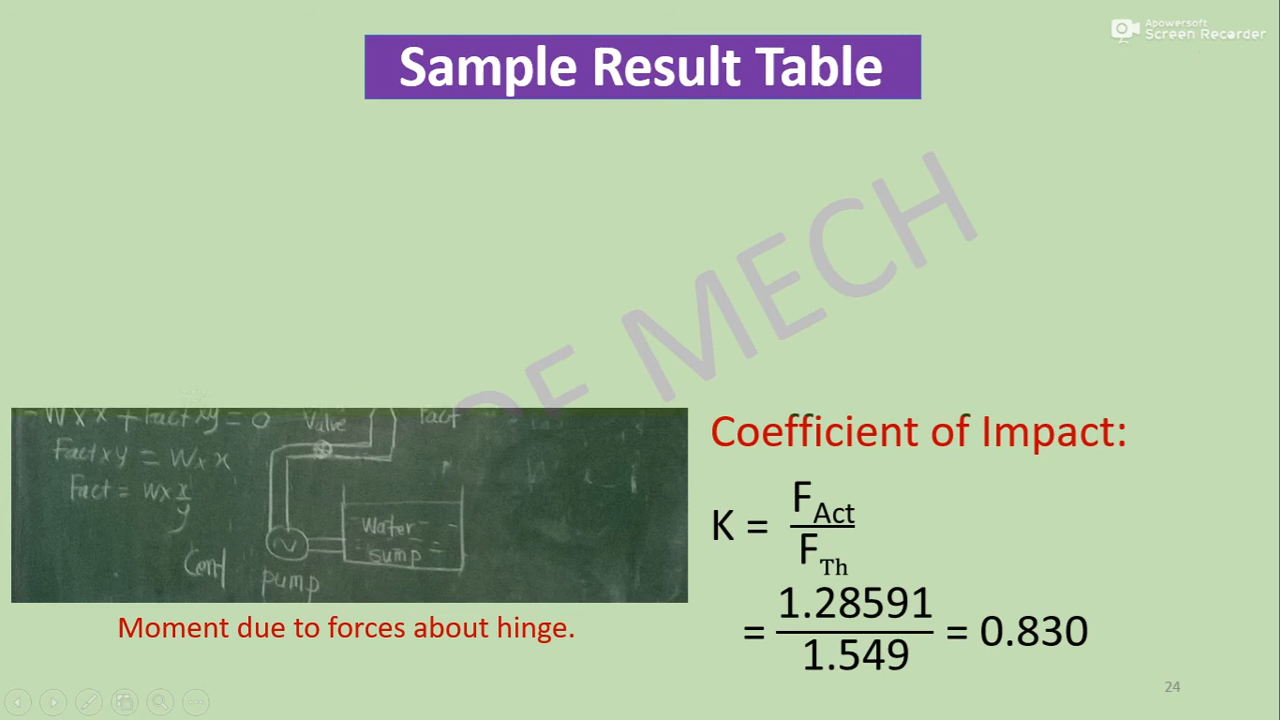 Apowersoft
Screen Recorder
Sample Result Table
OF MECH
- W x x + Fact x y = 0
Valve
Fact
Fact x y = W x x
Fact = W x x/y
Water
sump
pump
Moment due to forces about hinge.
Coefficient of Impact:
K = F_Act / F_Th
= 1.28591 / 1.549 = 0.830
24